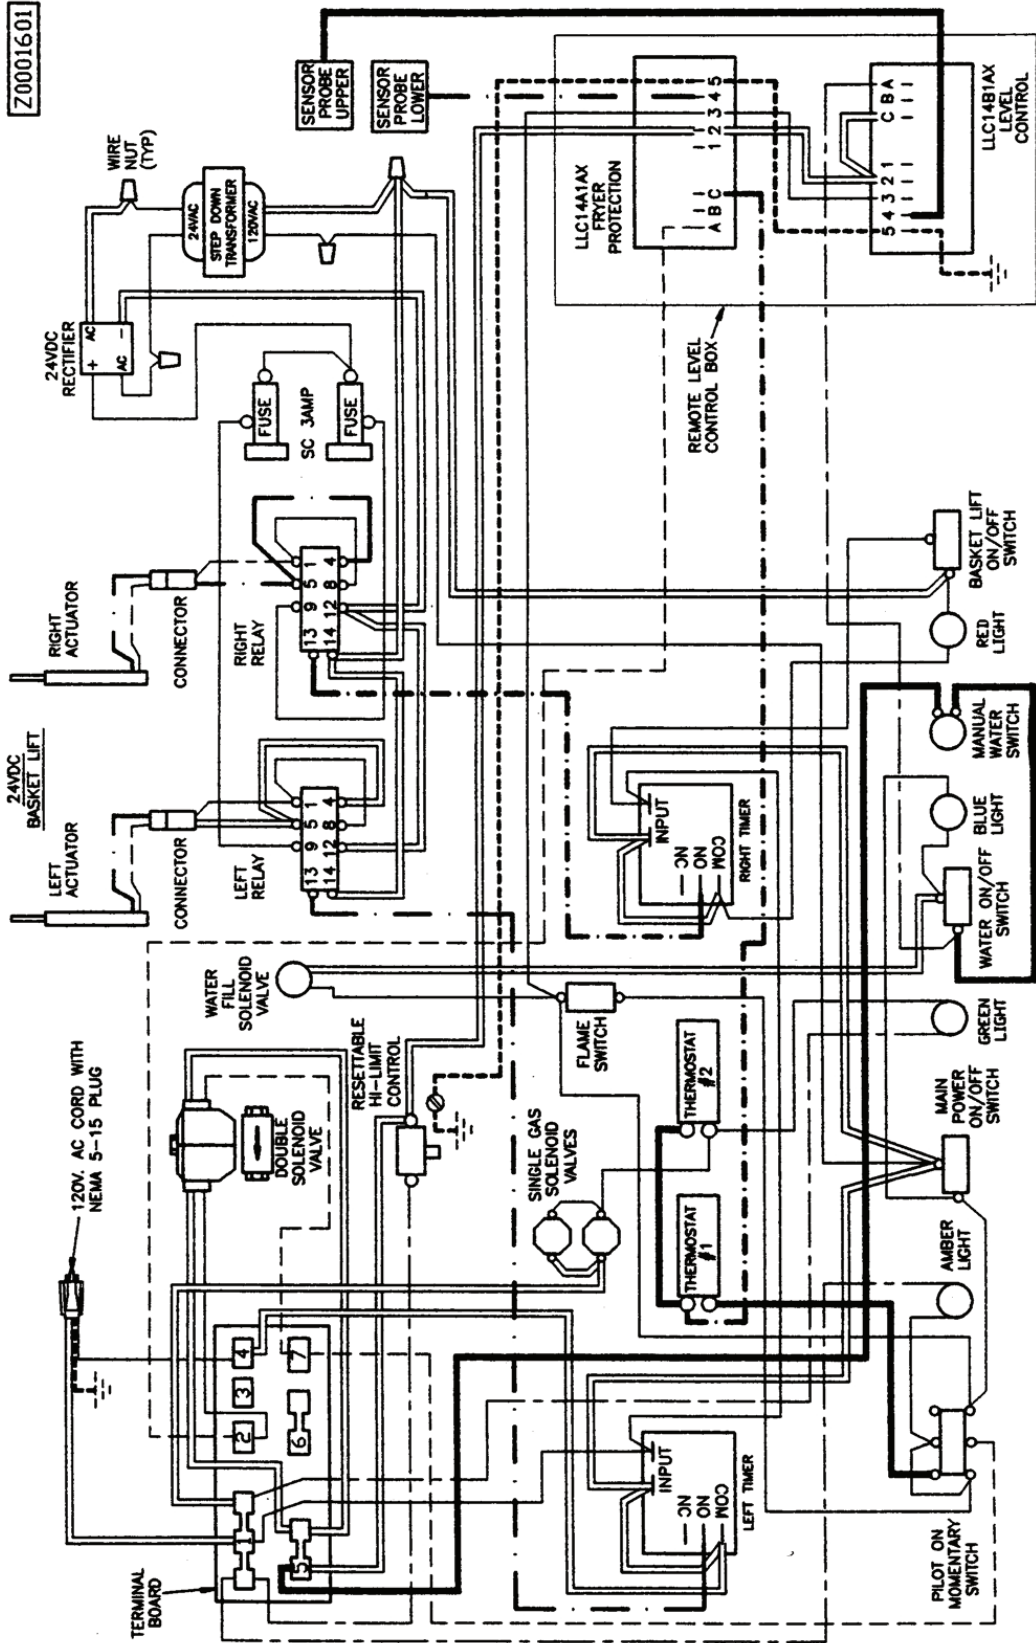 Z0001601
WIRE
NUT
(TYP)
24VDC
RECTIFIER
AC
+
AC
−
24VAC
STEP DOWN
TRANSFORMER
120VAC
SENSOR
PROBE
UPPER
SENSOR
PROBE
LOWER
FUSE
SC 3AMP
FUSE
LLC14A1AX
FRYER
PROTECTION
A B C
1 2 3 4 5
LLC14B1AX
LEVEL
CONTROL
5 4 3 2 1
C B A
REMOTE LEVEL
CONTROL BOX
24VDC
BASKET LIFT
RIGHT
ACTUATOR
CONNECTOR
RIGHT
RELAY
13 9 5 1
14 12 8 4
LEFT
ACTUATOR
CONNECTOR
LEFT
RELAY
13 9 5 1
14 12 8 4
INPUT
NC
NO
COM
RIGHT TIMER
BASKET LIFT
ON/OFF
SWITCH
RED
LIGHT
MANUAL
WATER
SWITCH
BLUE
LIGHT
WATER ON/OFF
SWITCH
GREEN
LIGHT
MAIN
POWER
ON/OFF
SWITCH
AMBER
LIGHT
PILOT ON
MOMENTARY
SWITCH
WATER
FILL
SOLENOID
VALVE
FLAME
SWITCH
RESETTABLE
HI-LIMIT
CONTROL
THERMOSTAT
#2
THERMOSTAT
#1
SINGLE GAS
SOLENOID
VALVES
DOUBLE
SOLENOID
VALVE
120V. AC CORD WITH
NEMA 5-15 PLUG
TERMINAL
BOARD
2 3 4
5 6 7
INPUT
NC
NO
COM
LEFT TIMER